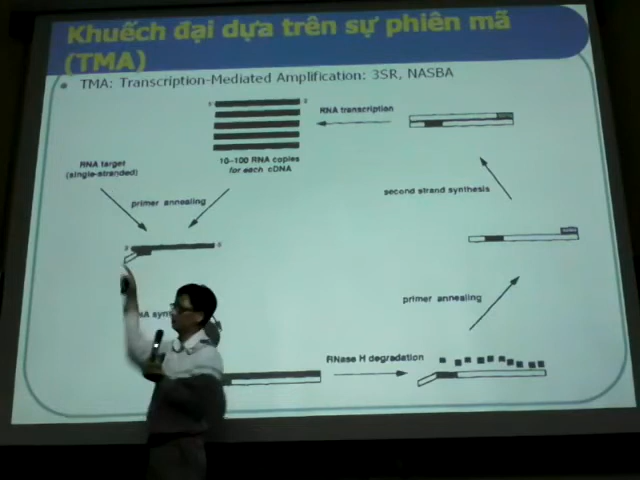 Khuếch đại dựa trên sự phiên mã
(TMA)
TMA: Transcription-Mediated Amplification: 3SR, NASBA
RNA transcription
10–100 RNA copies
for each cDNA
RNA target
(single-stranded)
primer annealing
second strand synthesis
primer annealing
RNase H degradation